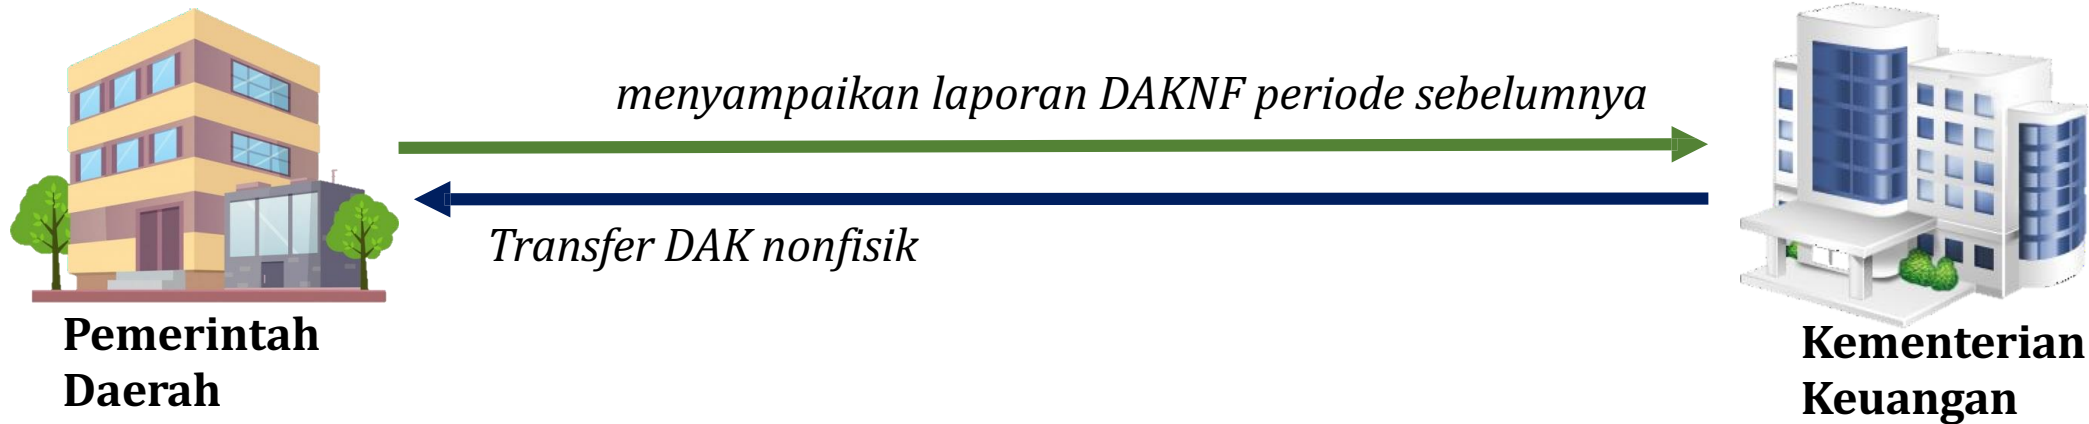 menyampaikan laporan DAKNF periode sebelumnya
Transfer DAK nonfisik
Pemerintah
Daerah
Kementerian
Keuangan